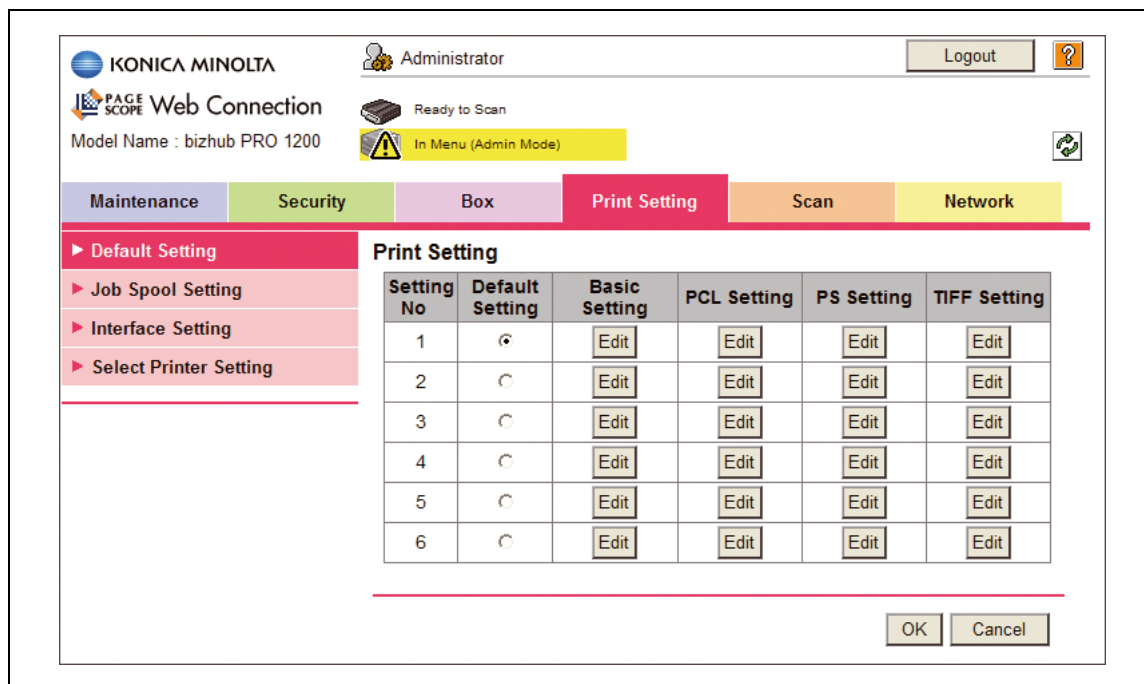 KONICA MINOLTA
Administrator
Logout
?
PAGE SCOPE Web Connection
Ready to Scan
Model Name : bizhub PRO 1200
In Menu (Admin Mode)
Maintenance Security Box Print Setting Scan Network
Default Setting
Job Spool Setting
Interface Setting
Select Printer Setting
Print Setting
Setting No Default Setting Basic Setting PCL Setting PS Setting TIFF Setting
1 Edit Edit Edit Edit
2 Edit Edit Edit Edit
3 Edit Edit Edit Edit
4 Edit Edit Edit Edit
5 Edit Edit Edit Edit
6 Edit Edit Edit Edit
OK Cancel